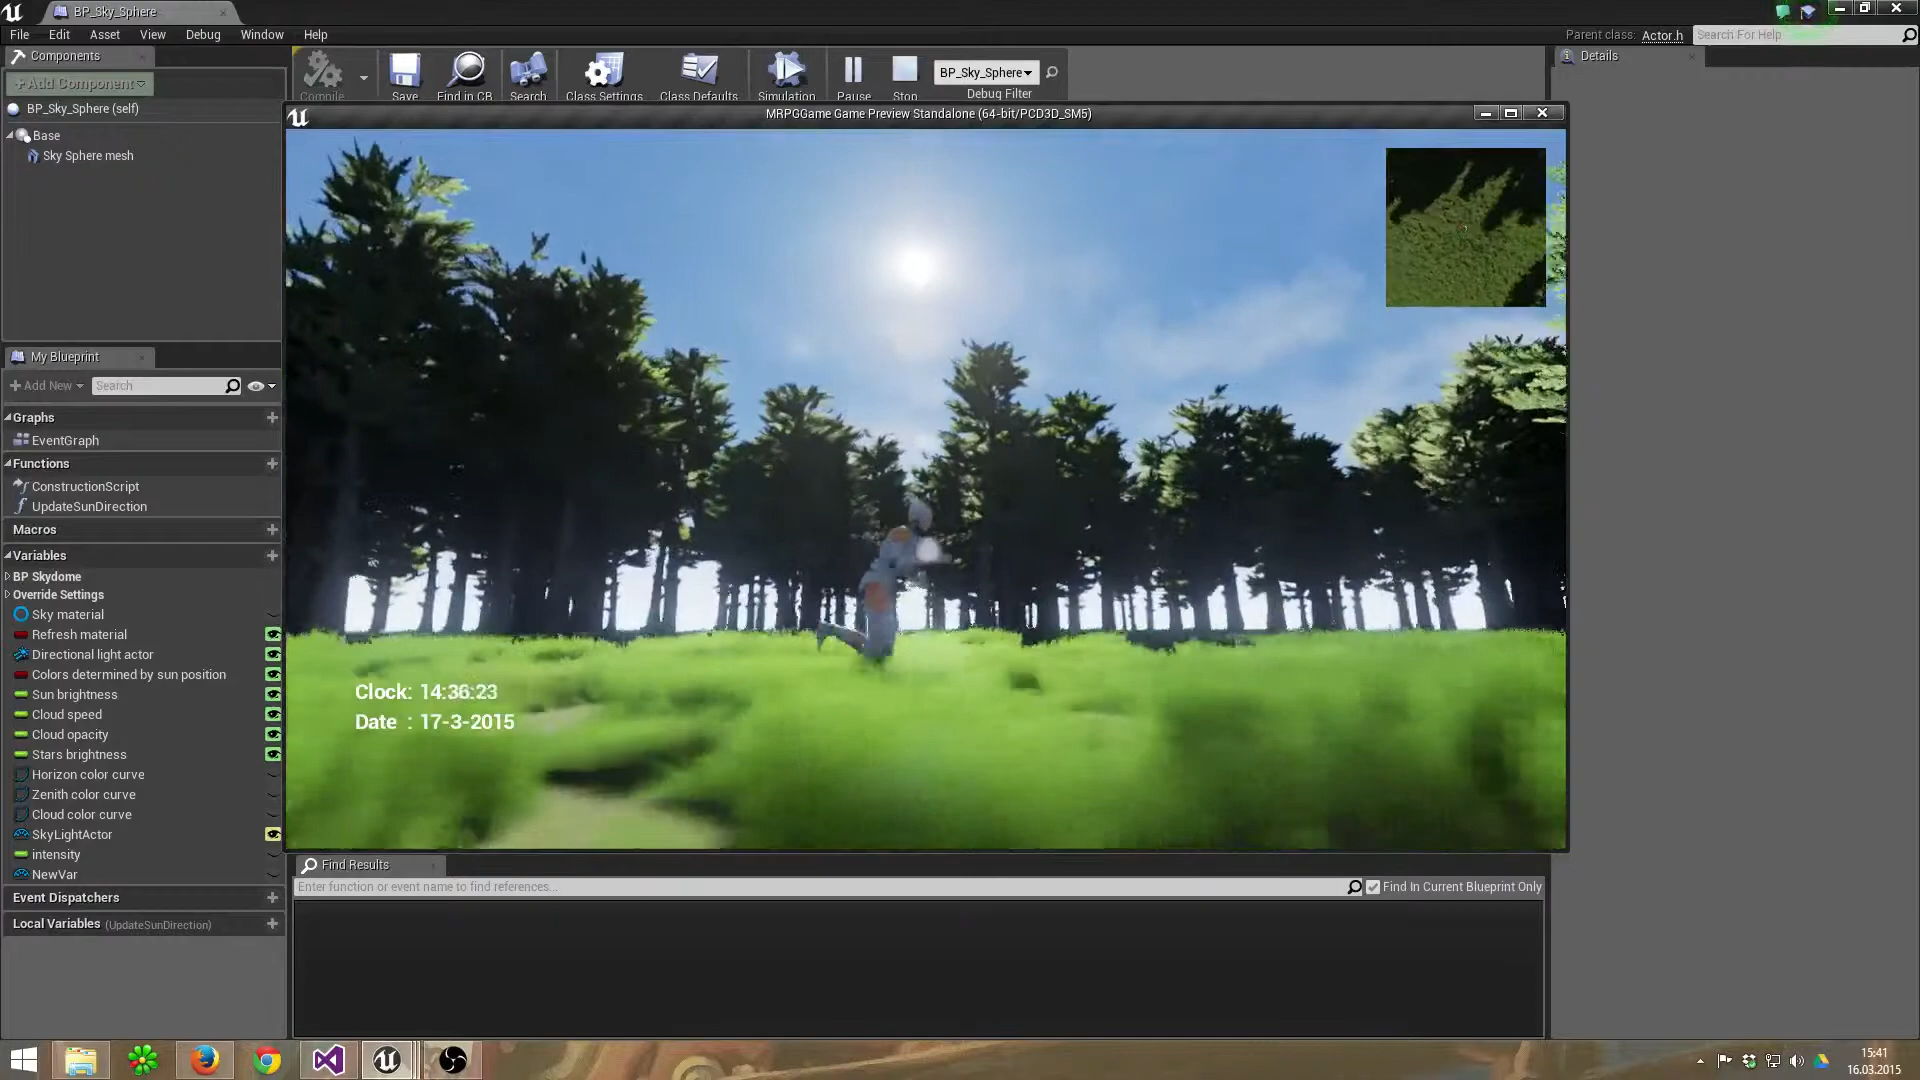 BP_Sky_Sphere
File Edit Asset View Debug Window Help
Parent class: Actor.h Search For Help
Components
+Add Component
BP_Sky_Sphere (self)
Base
Sky Sphere mesh
Compile Save Find in CB Search Class Settings Class Defaults Simulation Pause Stop
BP_Sky_Sphere
Debug Filter
Details
MRPGGame Game Preview Standalone (64-bit/PCD3D_SM5)
My Blueprint
+Add New Search
Graphs
EventGraph
Functions
ConstructionScript
UpdateSunDirection
Macros
Variables
BP Skydome
Override Settings
Sky material
Refresh material
Directional light actor
Colors determined by sun position
Sun brightness
Cloud speed
Cloud opacity
Stars brightness
Horizon color curve
Zenith color curve
Cloud color curve
SkyLightActor
intensity
NewVar
Event Dispatchers
Local Variables (UpdateSunDirection)
Clock: 14:36:23
Date : 17-3-2015
Find Results
Enter function or event name to find references...
Find In Current Blueprint Only
15:41
16.03.2015